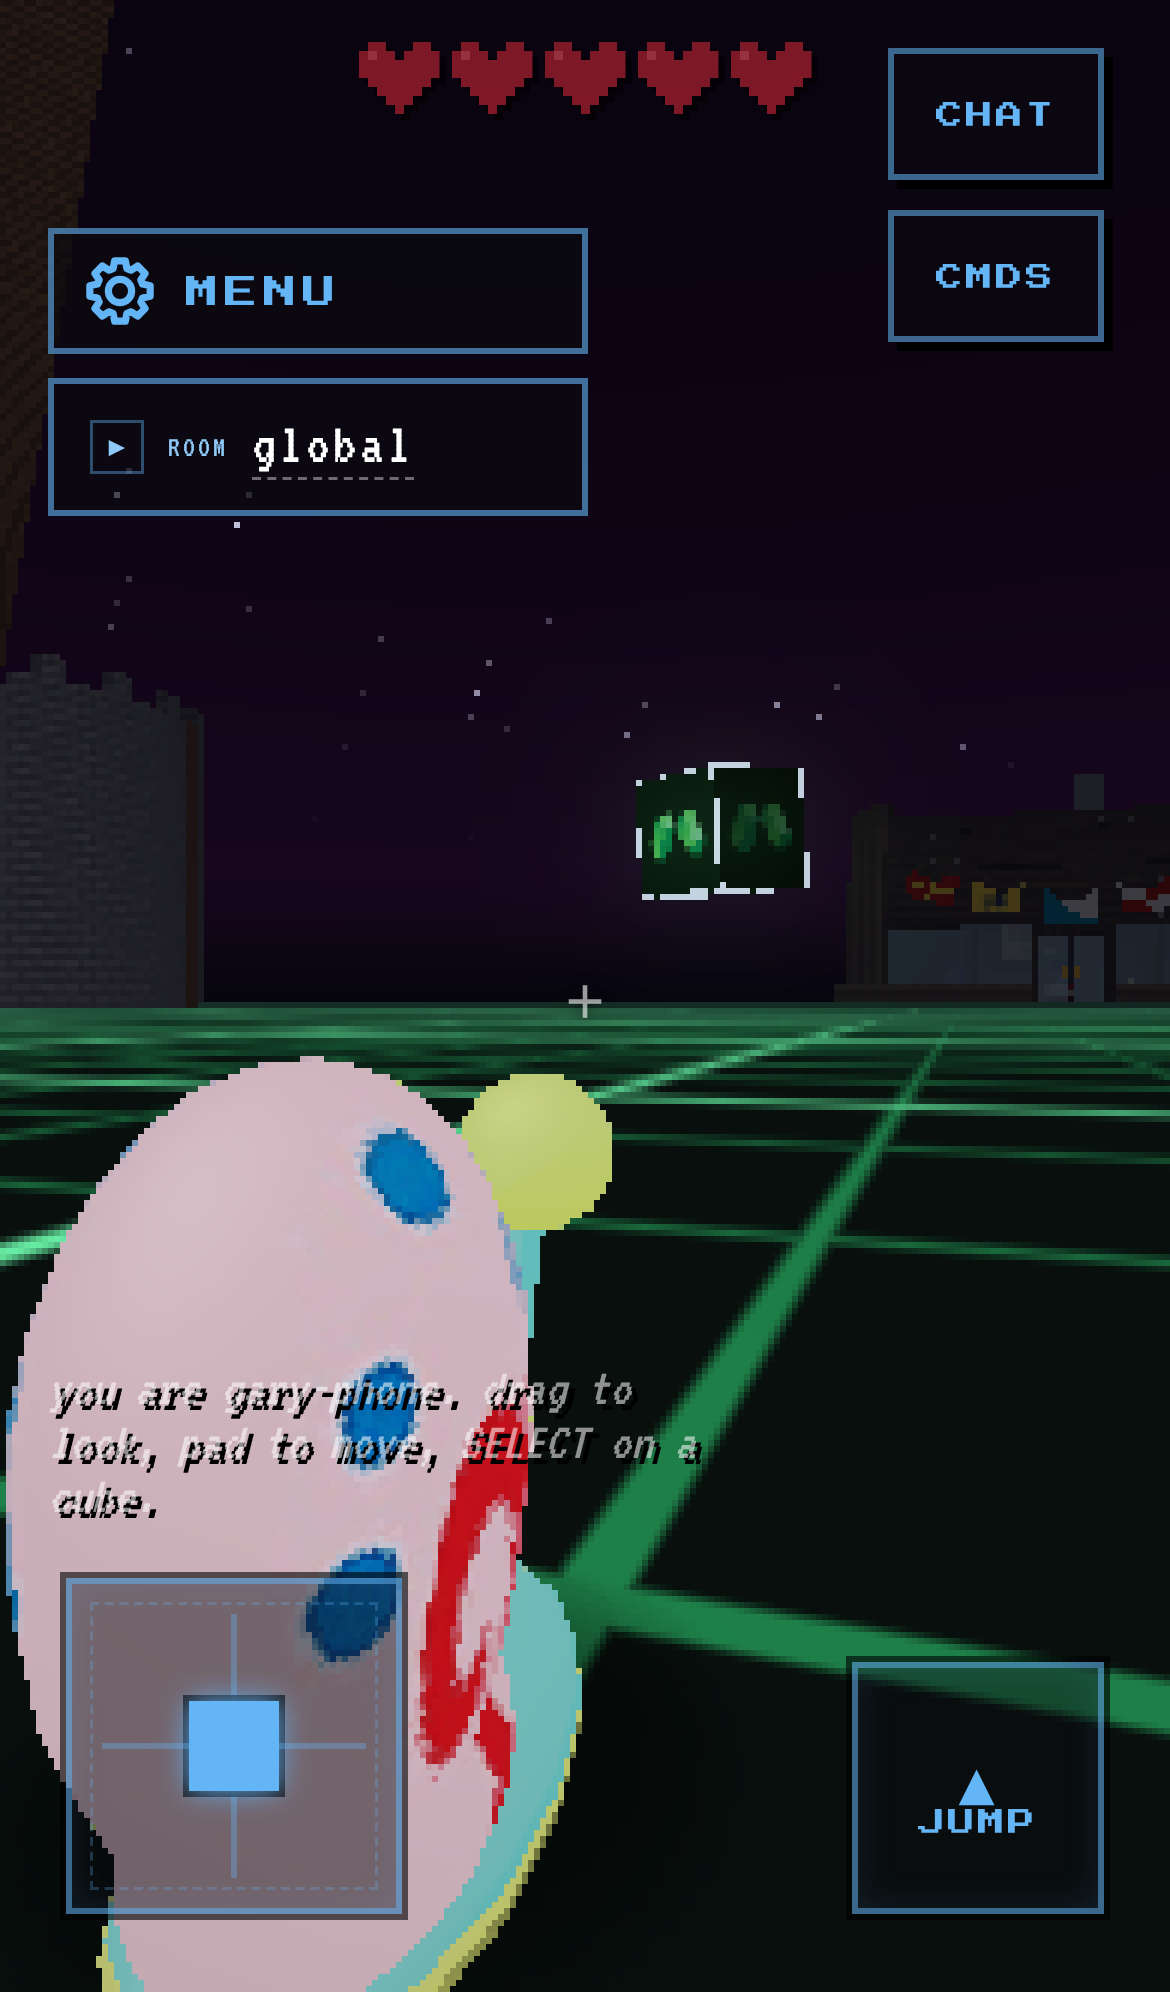 CHAT
CMDS
MENU
▶ ROOM global
you are gary-phone. drag to
look, pad to move, SELECT on a
cube.
▲
JUMP